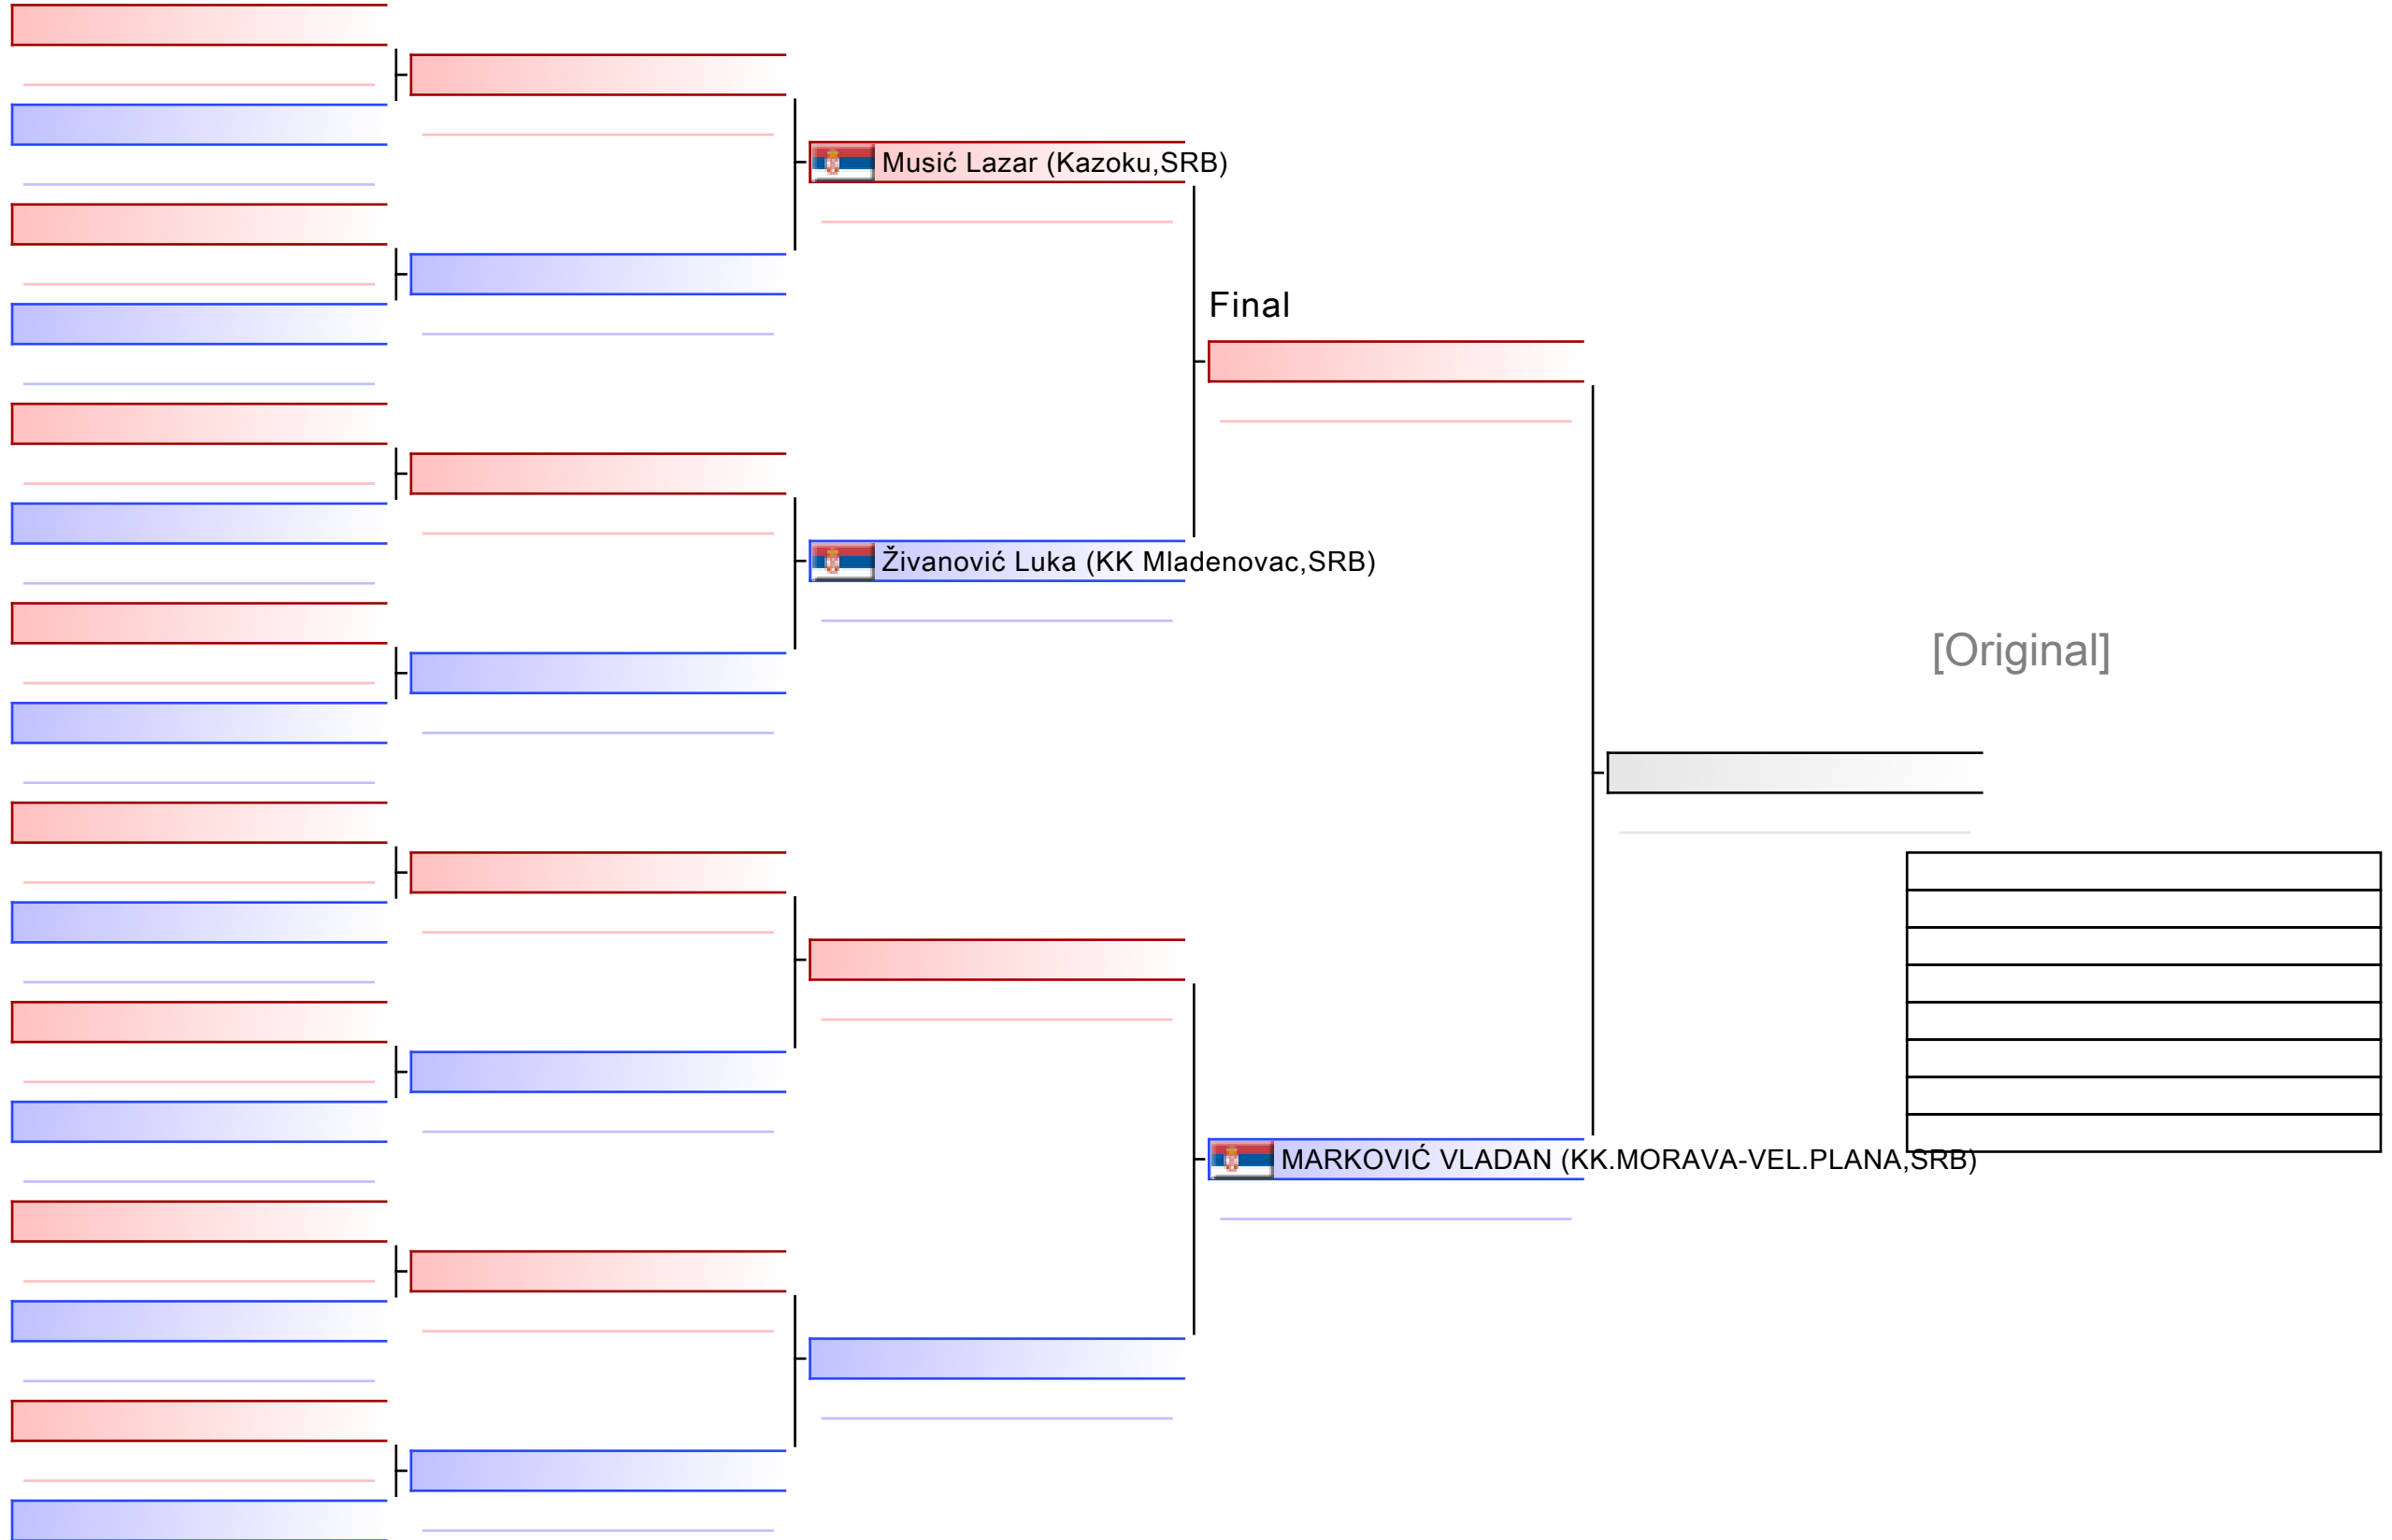 Musić Lazar (Kazoku,SRB)
Final
Živanović Luka (KK Mladenovac,SRB)
[Original]
MARKOVIĆ VLADAN (KK.MORAVA-VEL.PLANA,SRB)